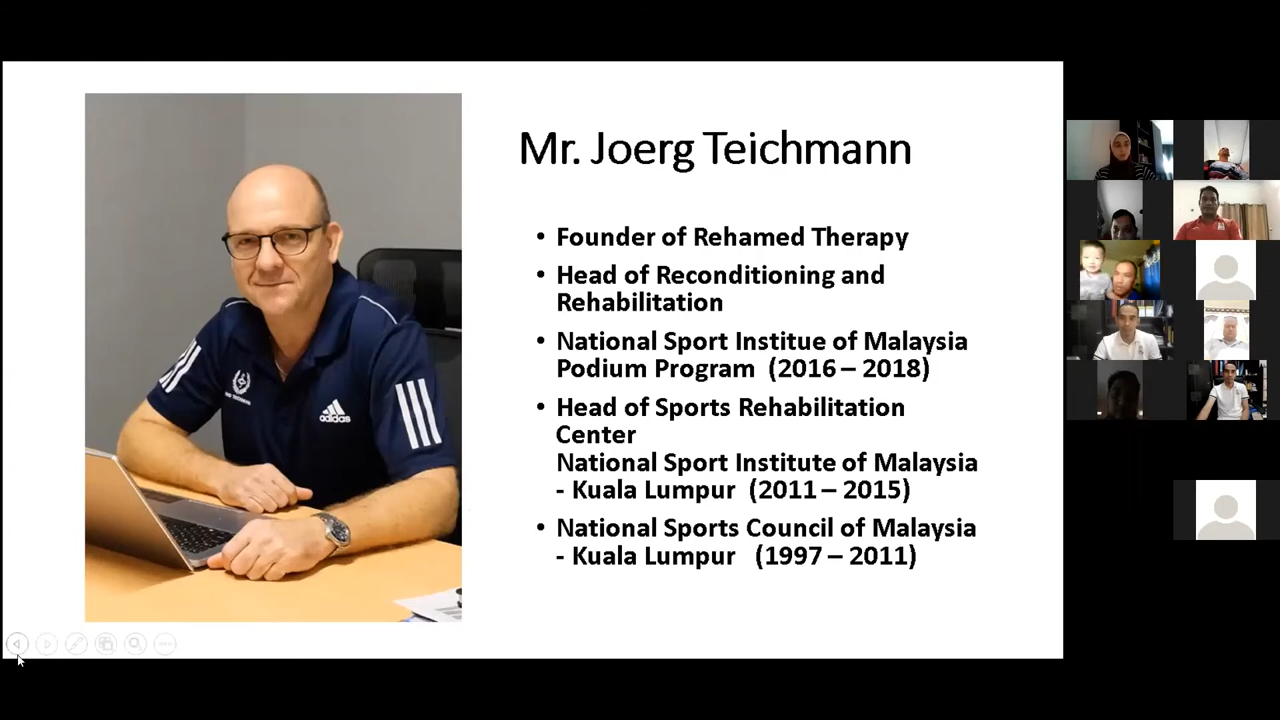 Mr. Joerg Teichmann
• Founder of Rehamed Therapy
• Head of Reconditioning and
Rehabilitation
• National Sport Institue of Malaysia
Podium Program (2016 – 2018)
• Head of Sports Rehabilitation
Center
National Sport Institute of Malaysia
- Kuala Lumpur (2011 – 2015)
• National Sports Council of Malaysia
- Kuala Lumpur (1997 – 2011)
adidas